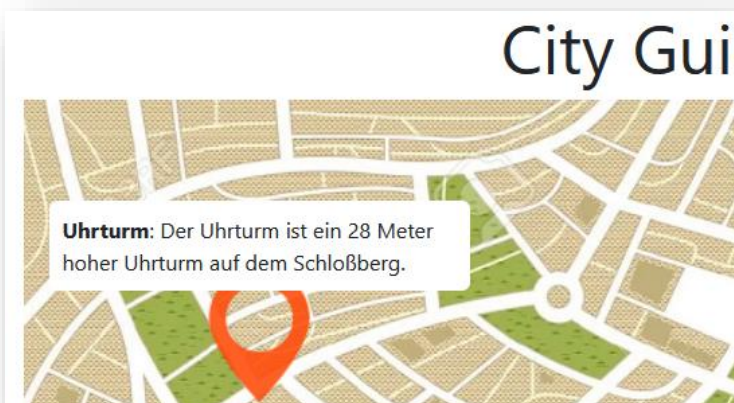 City Gui
Uhrturm: Der Uhrturm ist ein 28 Meter
hoher Uhrturm auf dem Schloßberg.